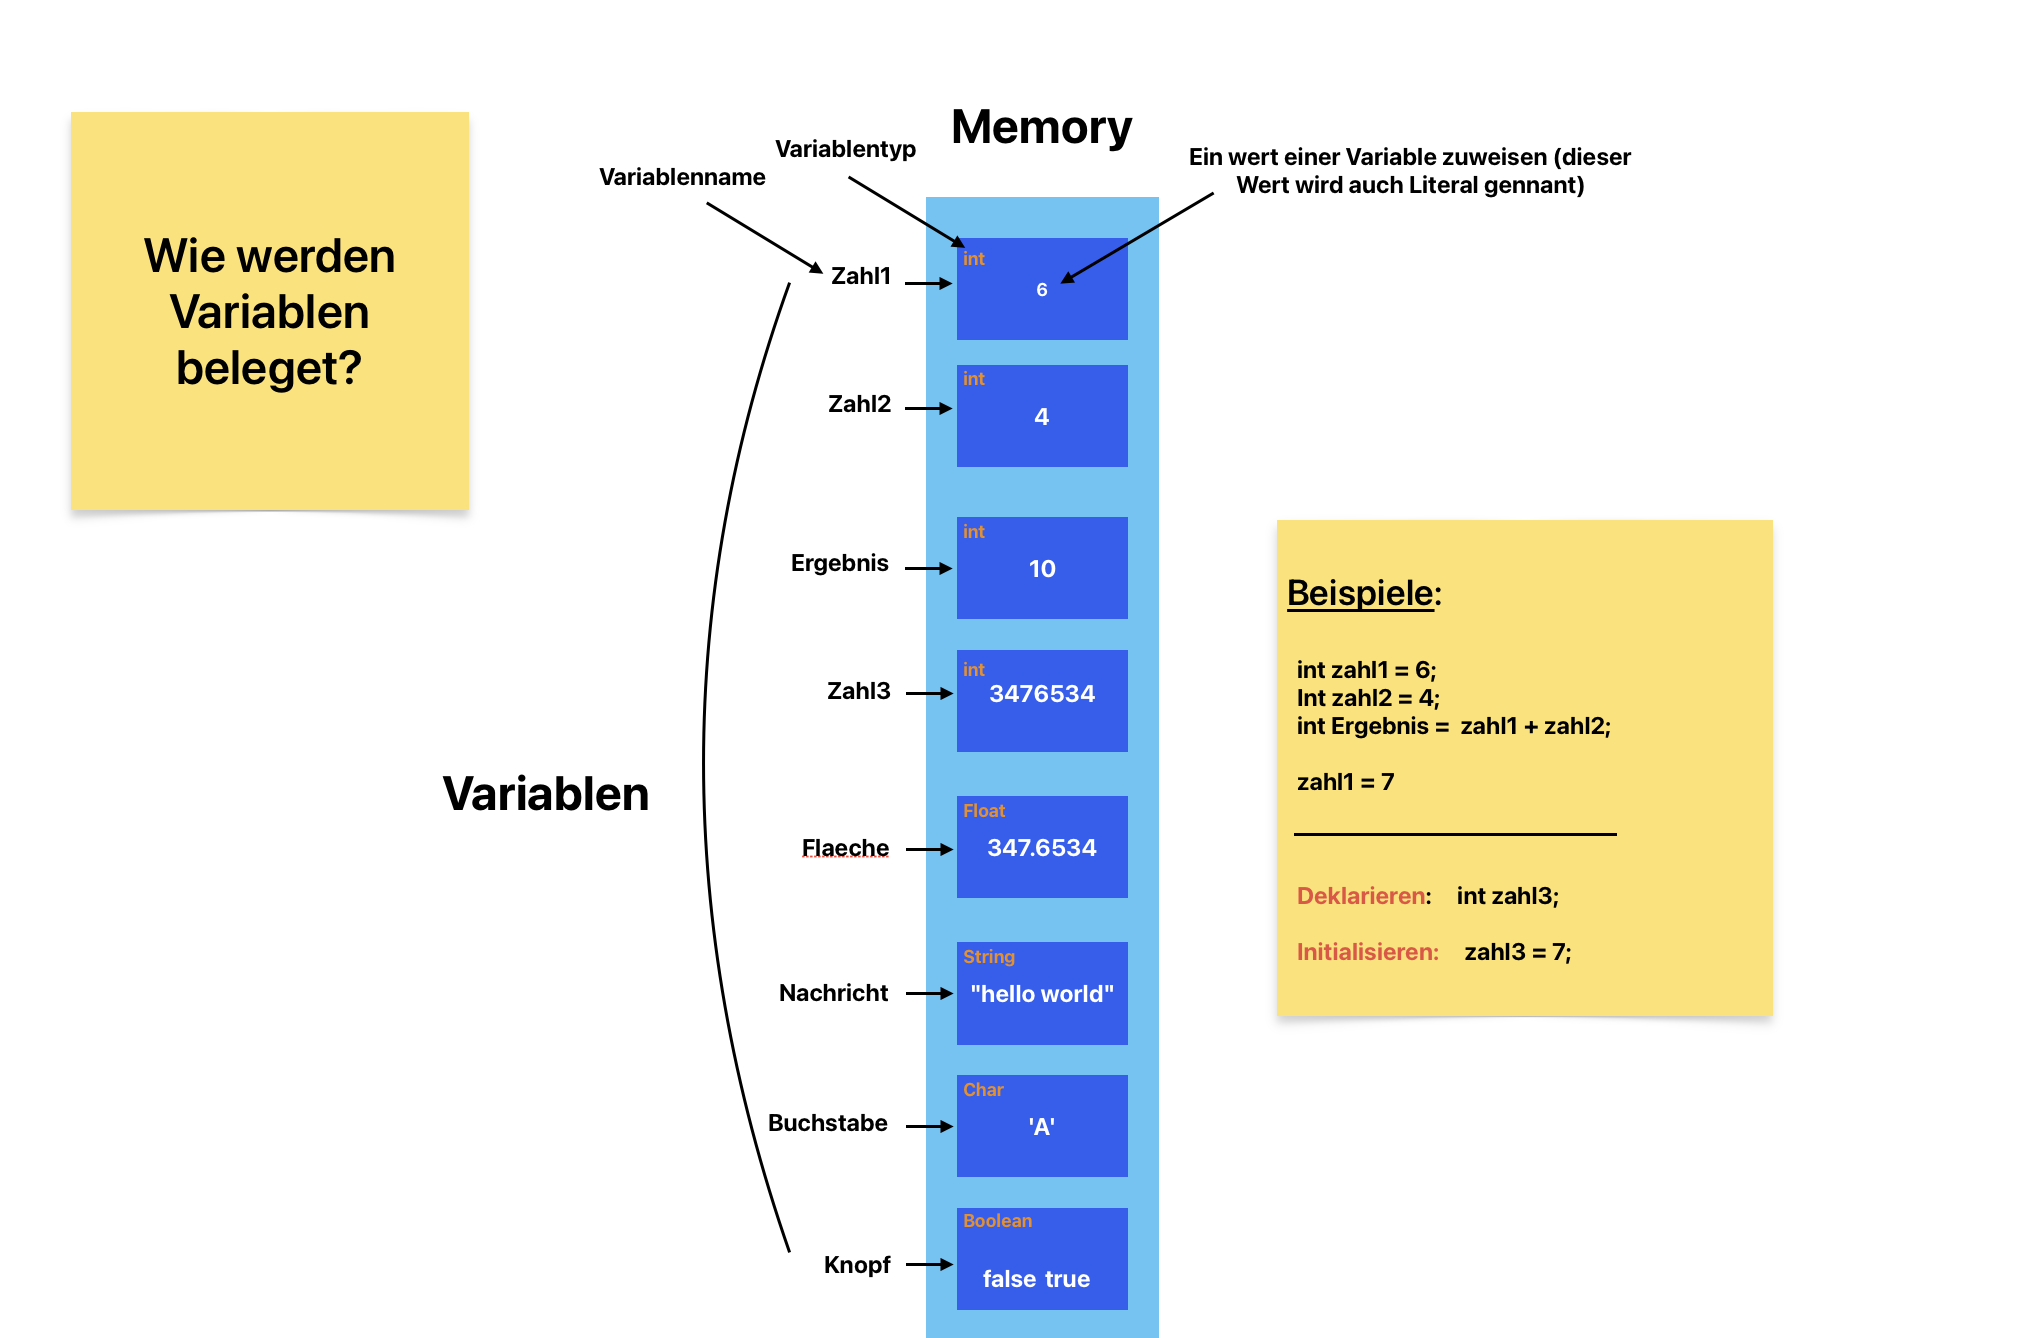 Wie werden
Variablen
beleget?
Memory
Variablentyp
Variablenname
Ein wert einer Variable zuweisen (dieser
Wert wird auch Literal gennant)
Zahl1
int
6
Zahl2
int
4
Ergebnis
int
10
Zahl3
int
3476534
Variablen
Flaeche
Float
347.6534
Nachricht
String
"hello world"
Buchstabe
Char
'A'
Knopf
Boolean
false true
Beispiele:
int zahl1 = 6;
Int zahl2 = 4;
int Ergebnis = zahl1 + zahl2;
zahl1 = 7
Deklarieren: int zahl3;
Initialisieren: zahl3 = 7;